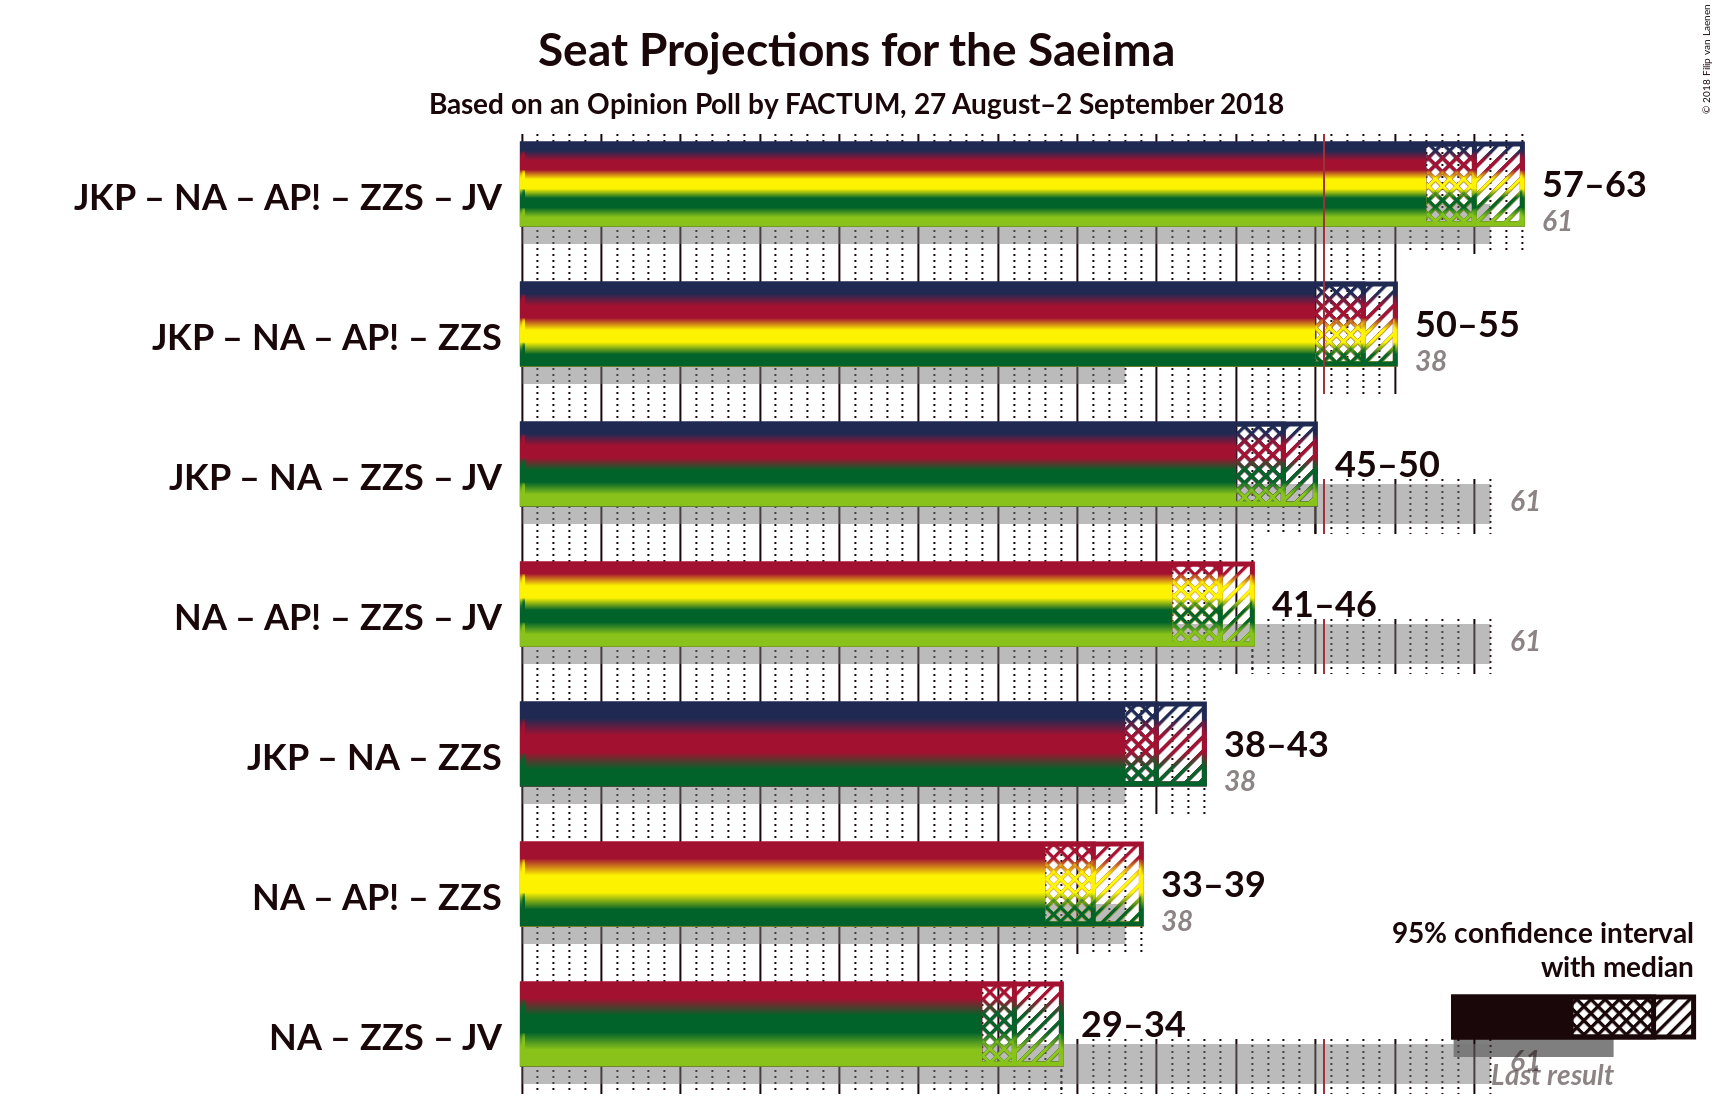 Seat Projections for the Saeima
Based on an Opinion Poll by FACTUM, 27 August–2 September 2018
© 2018 Filip van Laenen
JKP – NA – AP! – ZZS – JV
57–63
61
JKP – NA – AP! – ZZS
50–55
38
JKP – NA – ZZS – JV
45–50
61
NA – AP! – ZZS – JV
41–46
61
JKP – NA – ZZS
38–43
38
NA – AP! – ZZS
33–39
38
NA – ZZS – JV
29–34
61
95% confidence interval
with median
Last result